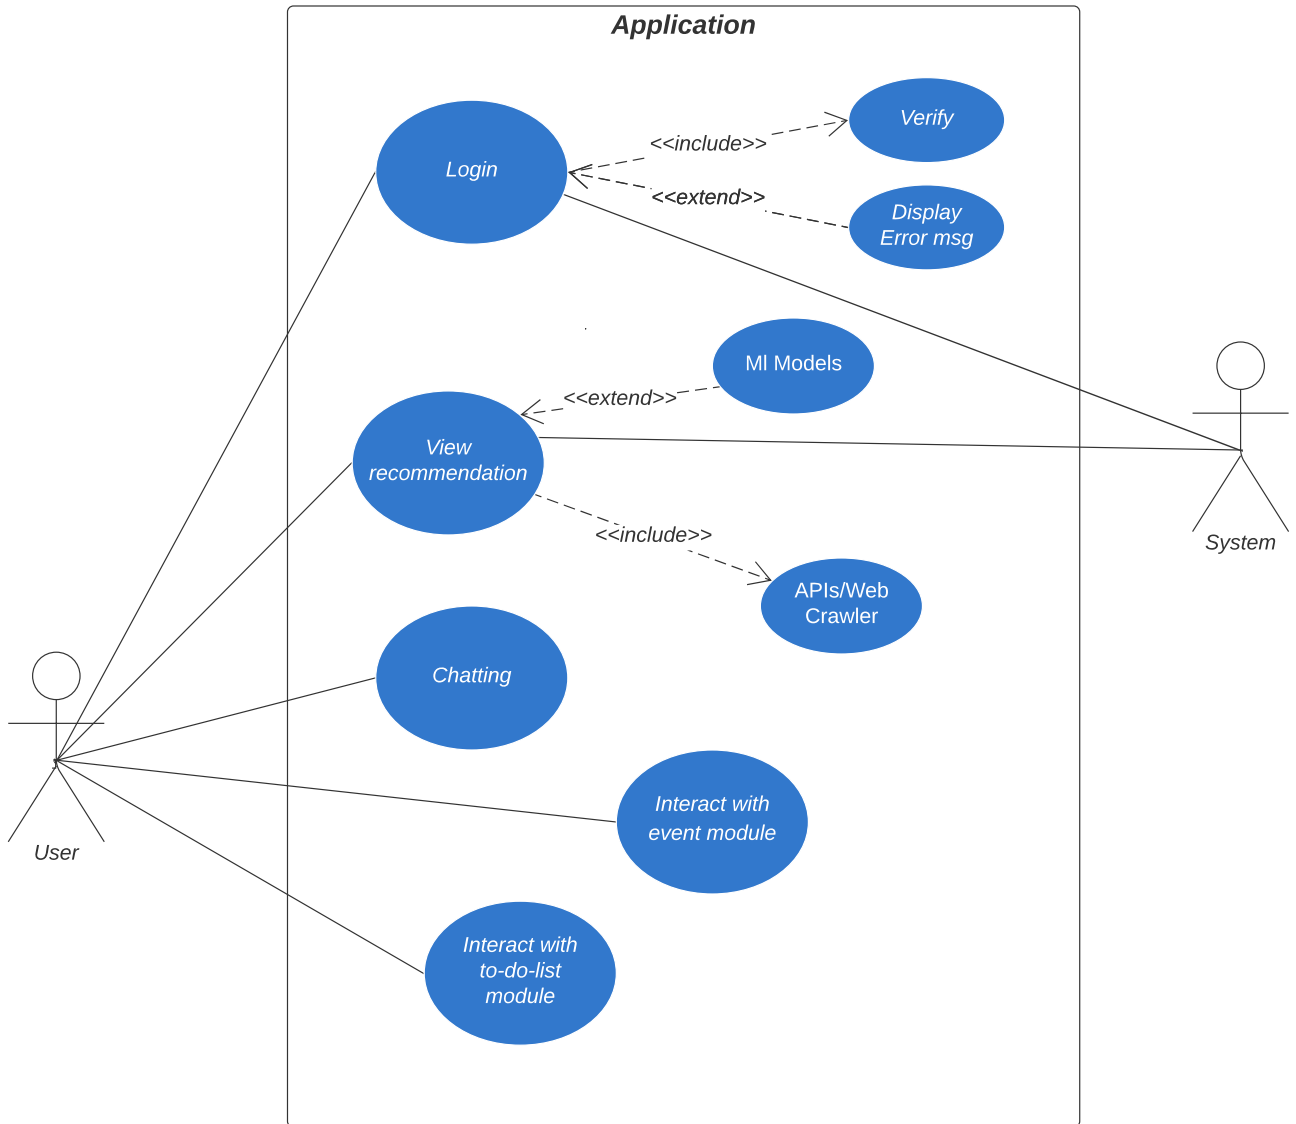 Application
Verify
<<include>>
Login
<<extend>>
Display
Error msg
Ml Models
<<extend>>
View
recommendation
<<include>>
System
APIs/Web
Crawler
Chatting
Interact with
event module
User
Interact with
to-do-list
module